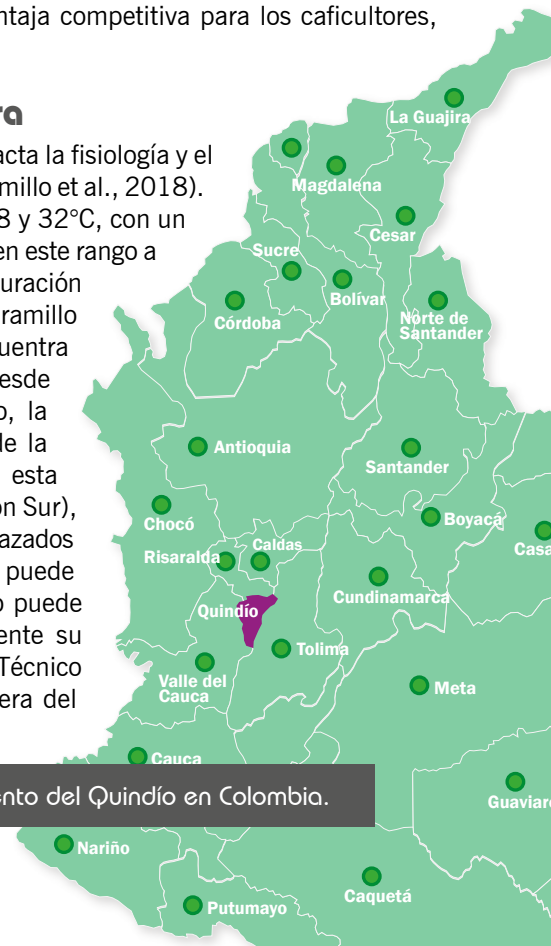 ntaja competitiva para los caficultores,
ra
acta la fisiología y el
millo et al., 2018).
8 y 32°C, con un
en este rango a
uración
aramillo
uentra
esde
o, la
de la
esta
ón Sur),
azados
puede
o puede
ente su
Técnico
era del
La Guajira
Magdalena
Cesar
Sucre
Bolívar
Córdoba
Norte de
Santander
Antioquia
Santander
Boyacá
Casa
Chocó
Risaralda
Caldas
Cundinamarca
Quindío
Tolima
Valle del
Cauca
Meta
Cauca
Guaviare
ento del Quindío en Colombia.
Nariño
Caquetá
Putumayo